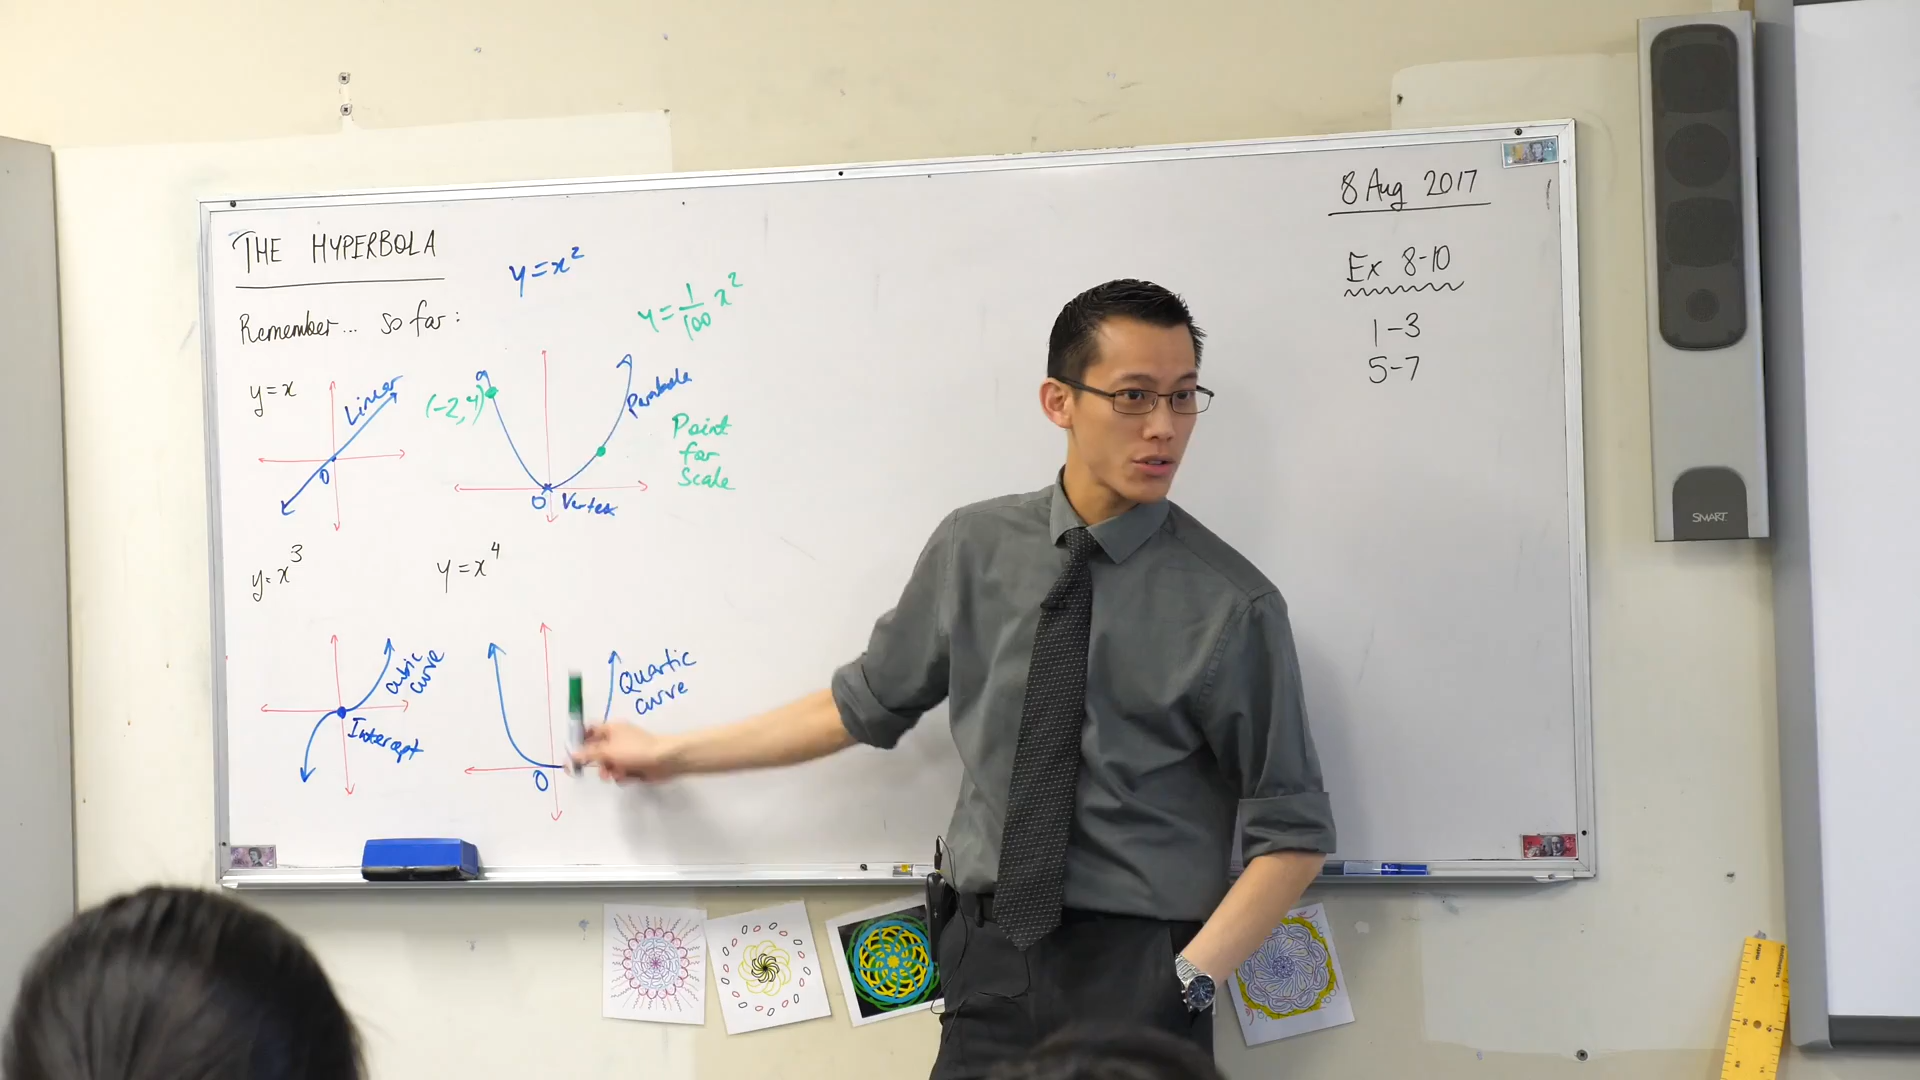 THE HYPERBOLA
Remember... so far:
y=x
Linear
0
y=x²
y=1/100 x²
(-2,4)
Parabola
Point
for
Scale
0 Vertex
y=x³
cubic
curve
Intercept
y=x⁴
Quartic
curve
0
8 Aug 2017
Ex 8-10
1-3
5-7
SMART